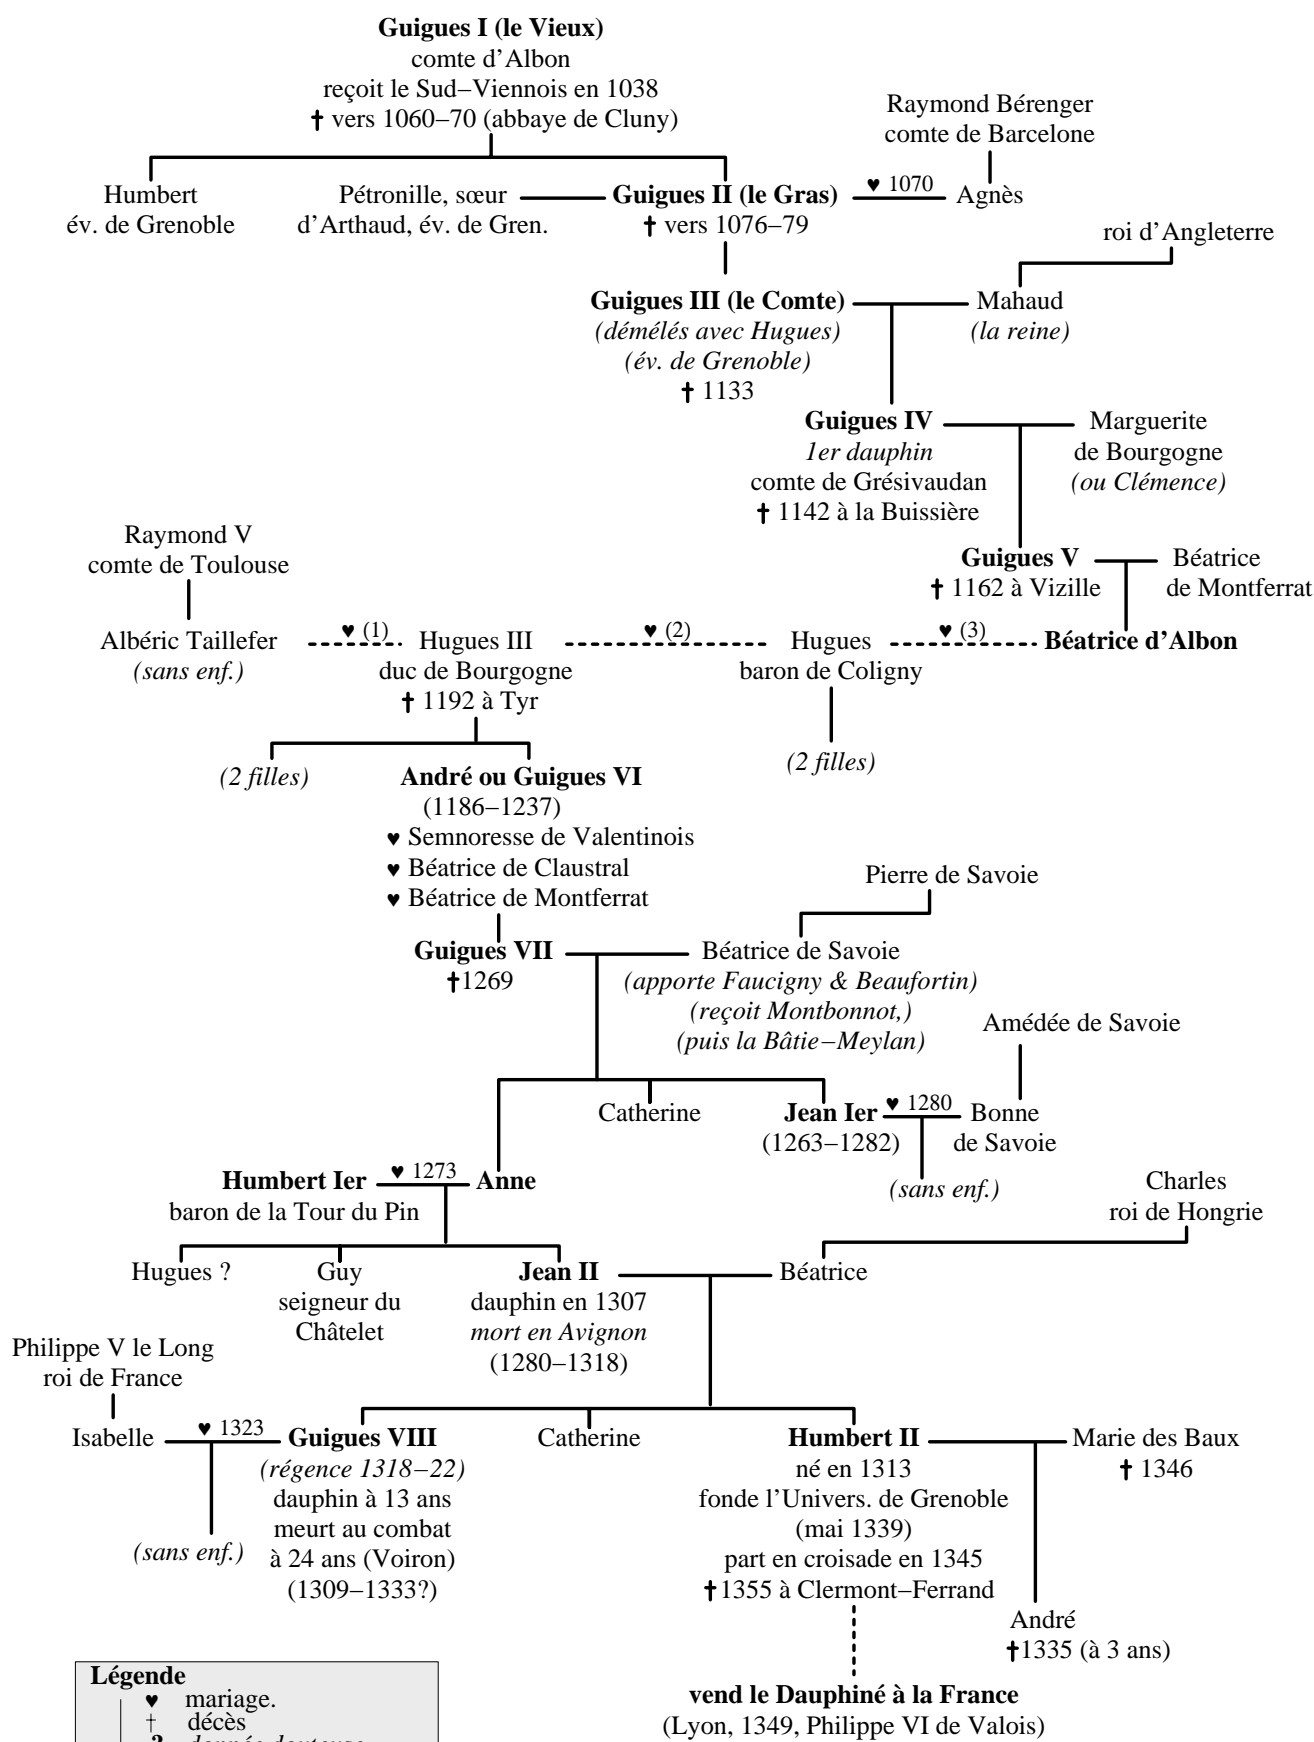 Guigues I (le Vieux)
comte d'Albon
reçoit le Sud−Viennois en 1038
✝ vers 1060−70 (abbaye de Cluny)
Raymond Bérenger
comte de Barcelone
Humbert
év. de Grenoble
Pétronille, sœur
d'Arthaud, év. de Gren.
Guigues II (le Gras)
✝ vers 1076−79
♥ 1070
Agnès
roi d'Angleterre
Guigues III (le Comte)
(démélés avec Hugues)
(év. de Grenoble)
✝ 1133
Mahaud
(la reine)
Guigues IV
1er dauphin
comte de Grésivaudan
✝ 1142 à la Buissière
Marguerite
de Bourgogne
(ou Clémence)
Raymond V
comte de Toulouse
Guigues V
✝ 1162 à Vizille
Béatrice
de Montferrat
Albéric Taillefer
(sans enf.)
♥ (1)
Hugues III
duc de Bourgogne
✝ 1192 à Tyr
♥ (2)
Hugues
baron de Coligny
♥ (3)
Béatrice d'Albon
(2 filles)
André ou Guigues VI
(1186−1237)
♥ Semnoresse de Valentinois
♥ Béatrice de Claustral
♥ Béatrice de Montferrat
(2 filles)
Pierre de Savoie
Guigues VII
✝1269
Béatrice de Savoie
(apporte Faucigny & Beaufortin)
(reçoit Montbonnot,)
(puis la Bâtie−Meylan)
Amédée de Savoie
Catherine
Jean Ier
(1263−1282)
♥ 1280
Bonne
de Savoie
(sans enf.)
Humbert Ier
baron de la Tour du Pin
♥ 1273
Anne
Charles
roi de Hongrie
Hugues ?
Guy
seigneur du
Châtelet
Jean II
dauphin en 1307
mort en Avignon
(1280−1318)
Béatrice
Philippe V le Long
roi de France
Isabelle
♥ 1323
(sans enf.)
Guigues VIII
(régence 1318−22)
dauphin à 13 ans
meurt au combat
à 24 ans (Voiron)
(1309−1333?)
Catherine
Humbert II
né en 1313
fonde l'Univers. de Grenoble
(mai 1339)
part en croisade en 1345
✝1355 à Clermont−Ferrand
Marie des Baux
✝ 1346
André
✝1335 (à 3 ans)
vend le Dauphiné à la France
(Lyon, 1349, Philippe VI de Valois)
Légende
♥ mariage.
† décès
? donnée douteuse